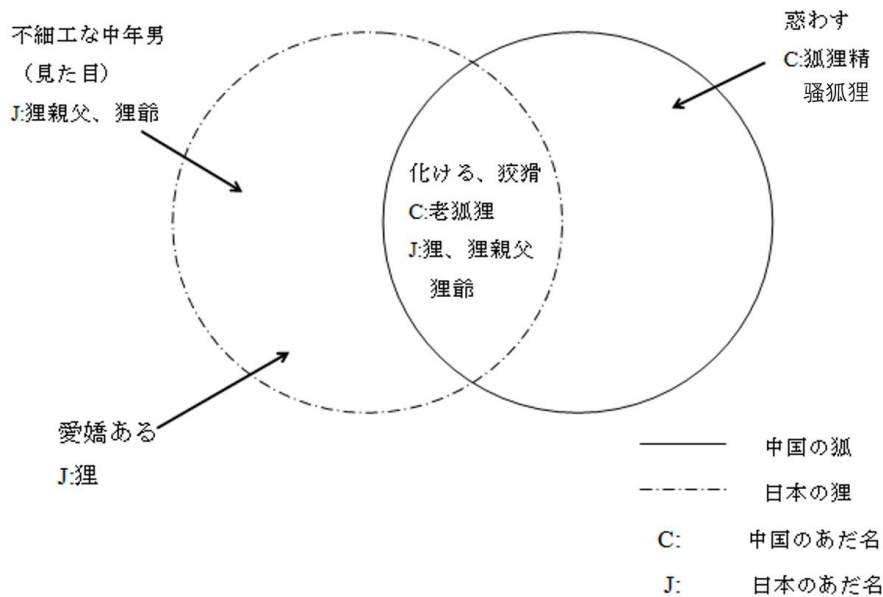 不細工な中年男
（見た目）
J:狸親父、狸爺
惑わす
C:狐狸精
騒狐狸
化ける、狡猾
C:老狐狸
J:狸、狸親父
狸爺
愛嬌ある
J:狸
中国の狐
日本の狸
C: 中国のあだ名
J: 日本のあだ名